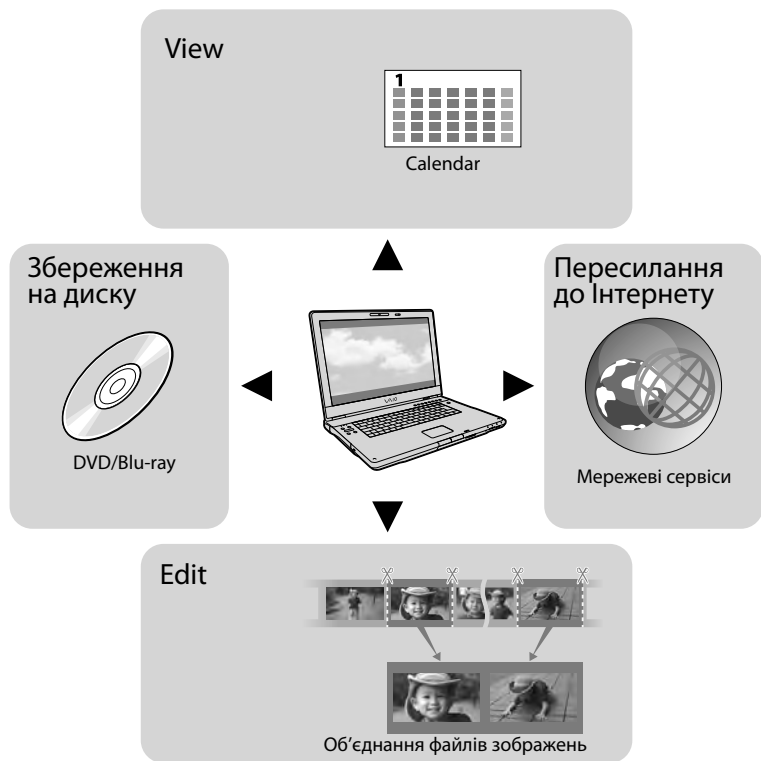 View
1
Calendar
Збереження
на диску
DVD/Blu-ray
Пересилання
до Інтернету
Мережеві сервіси
VAIO
Edit
Об’єднання файлів зображень